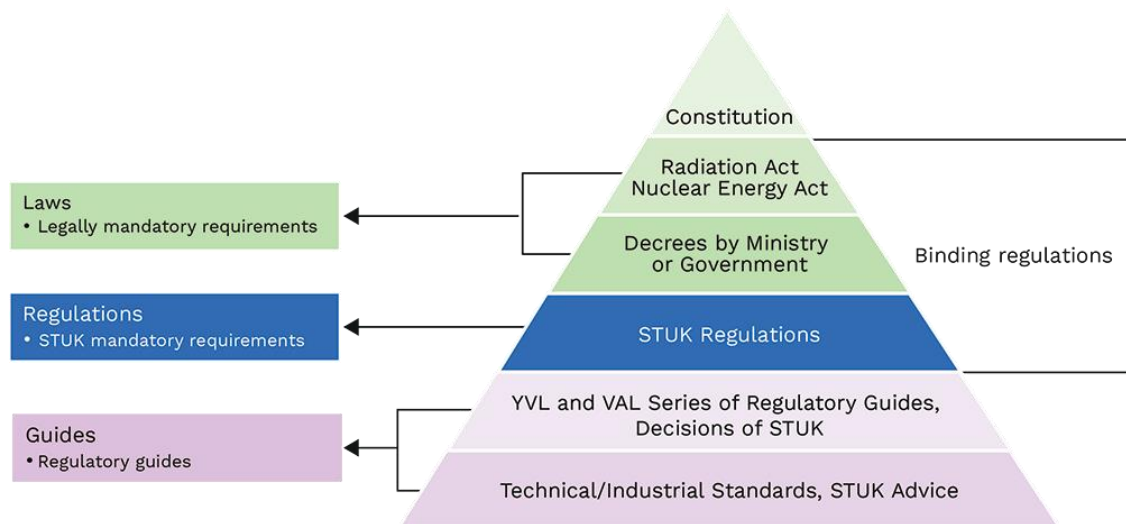 Constitution
Radiation Act
Nuclear Energy Act
Laws
• Legally mandatory requirements
Decrees by Ministry
or Government
Binding regulations
Regulations
• STUK mandatory requirements
STUK Regulations
YVL and VAL Series of Regulatory Guides,
Decisions of STUK
Guides
• Regulatory guides
Technical/Industrial Standards, STUK Advice